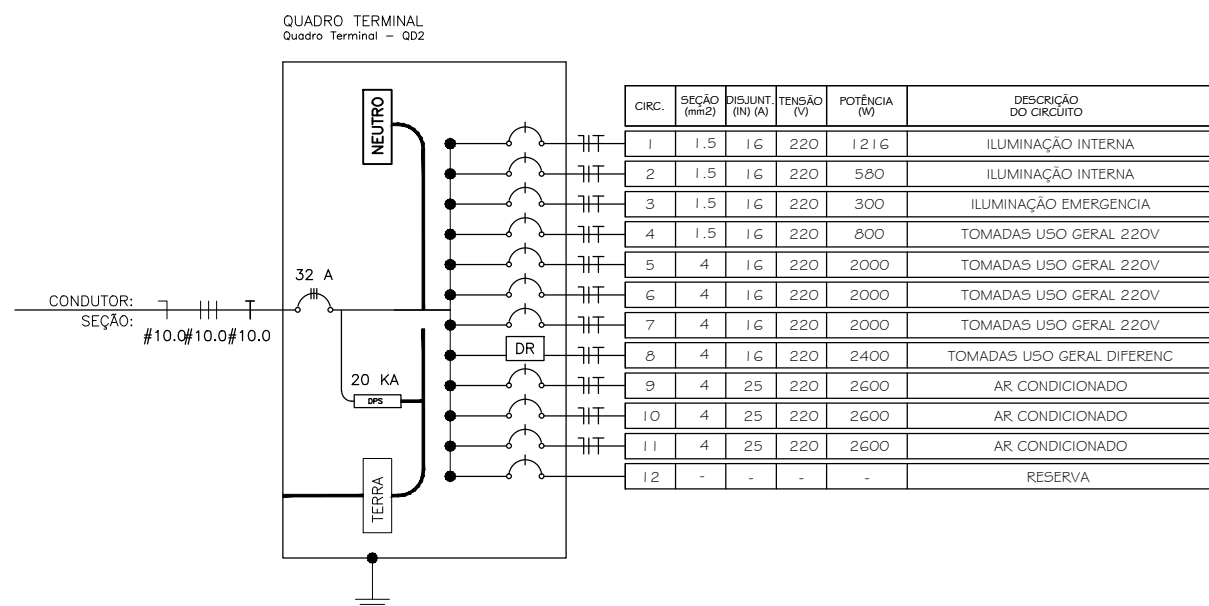 QUADRO TERMINAL
Quadro Terminal - QD2
NEUTRO
32 A
CONDUTOR:
SEÇÃO:
#10.0#10.0#10.0
20 KA
DPS
TERRA
DR
CIRC. SEÇÃO (mm2) DISJUNT. (IN) (A) TENSÃO (V) POTÊNCIA (W) DESCRIÇÃO DO CIRCUITO
1 1.5 16 220 1216 ILUMINAÇÃO INTERNA
2 1.5 16 220 580 ILUMINAÇÃO INTERNA
3 1.5 16 220 300 ILUMINAÇÃO EMERGENCIA
4 1.5 16 220 800 TOMADAS USO GERAL 220V
5 4 16 220 2000 TOMADAS USO GERAL 220V
6 4 16 220 2000 TOMADAS USO GERAL 220V
7 4 16 220 2000 TOMADAS USO GERAL 220V
8 4 16 220 2400 TOMADAS USO GERAL DIFERENC
9 4 25 220 2600 AR CONDICIONADO
10 4 25 220 2600 AR CONDICIONADO
11 4 25 220 2600 AR CONDICIONADO
12 - - - - RESERVA